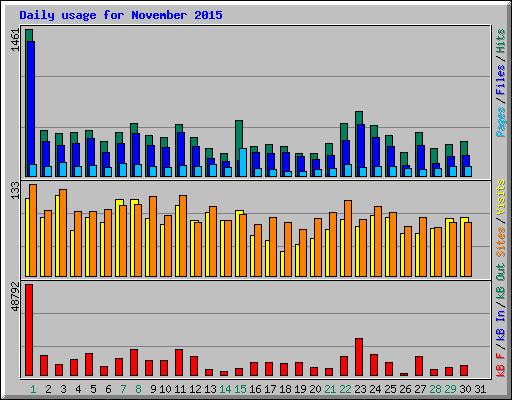 Daily usage for November 2015
1461
133
48792
Pages / Files / Hits
Sites / Visits
kB F / kB In / kB Out
1 2 3 4 5 6 7 8 9 10 11 12 13 14 15 16 17 18 19 20 21 22 23 24 25 26 27 28 29 30 31